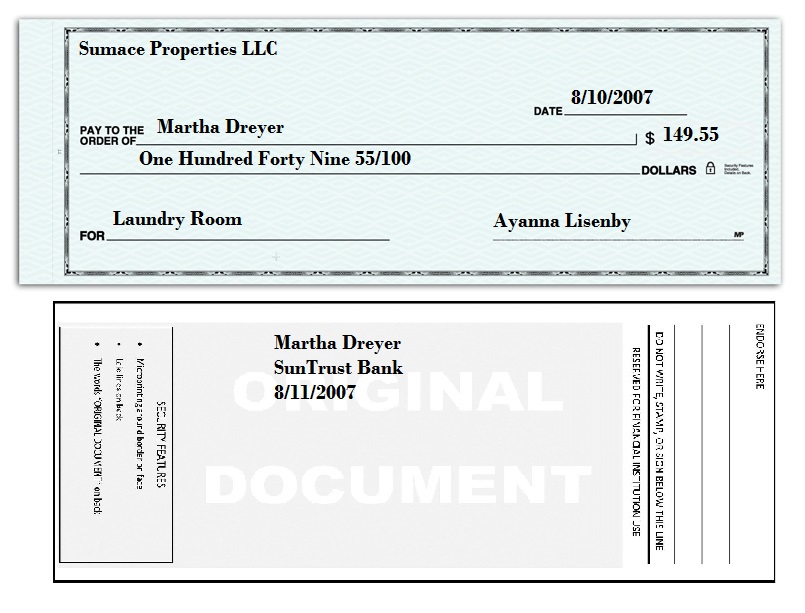 Sumace Properties LLC
8/10/2007
DATE
PAY TO THE
ORDER OF
Martha Dreyer
$ 149.55
One Hundred Forty Nine 55/100
DOLLARS
Security Features
Included.
Details on Back.
Laundry Room
FOR
Ayanna Lisenby
MP
Martha Dreyer
SunTrust Bank
8/11/2007
ORIGINAL
DOCUMENT
SECURITY FEATURES
• Microprinting around border on face
• lines on back
• The words "ORIGINAL DOCUMENT" on back
ENDORSE HERE
DO NOT WRITE, STAMP, OR SIGN BELOW THIS LINE
RESERVED FOR FINANCIAL INSTITUTION USE